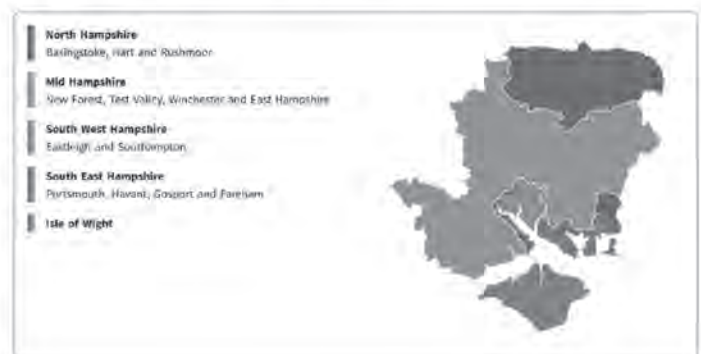 North Hampshire
Basingstoke, Hart and Rushmoor
Mid Hampshire
New Forest, Test Valley, Winchester and East Hampshire
South West Hampshire
Eastleigh and Southampton
South East Hampshire
Portsmouth, Havant, Gosport and Fareham
Isle of Wight